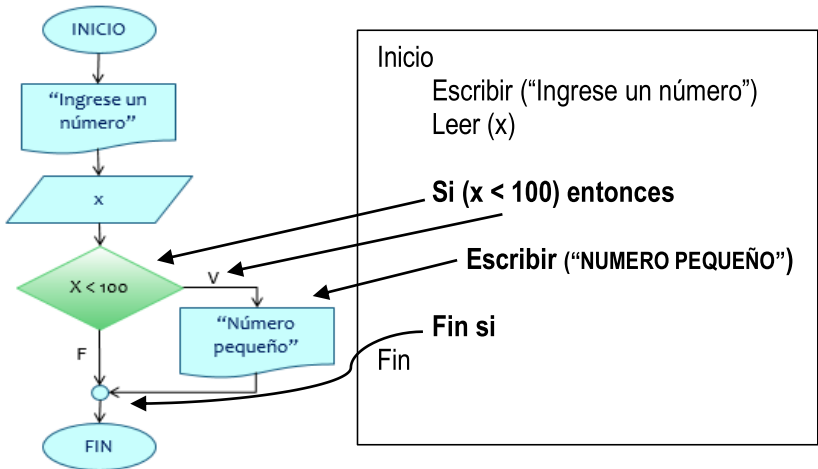 INICIO
“Ingrese un
número”
x
X < 100
V
“Número
pequeño”
F
FIN
Inicio
Escribir (“Ingrese un número”)
Leer (x)
Si (x < 100) entonces
Escribir (“NUMERO PEQUEÑO”)
Fin si
Fin